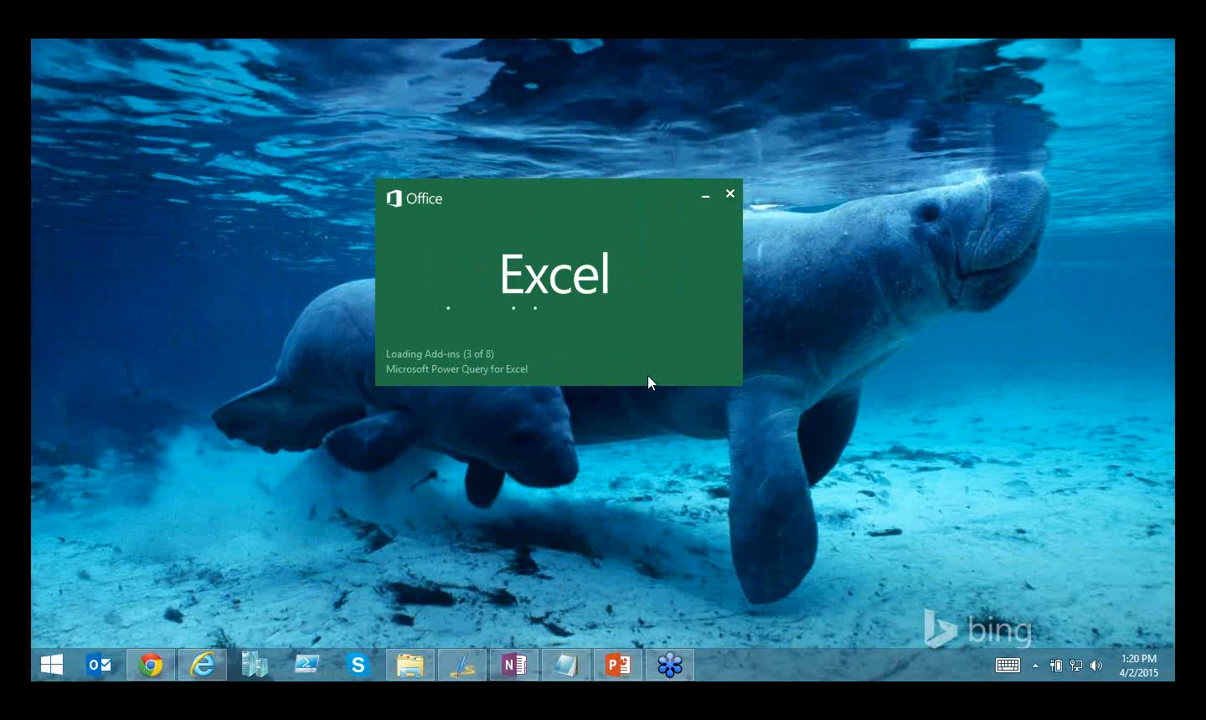 Office
Excel
Loading Add-ins (3 of 8)
Microsoft Power Query for Excel
bing
1:20 PM
4/2/2015